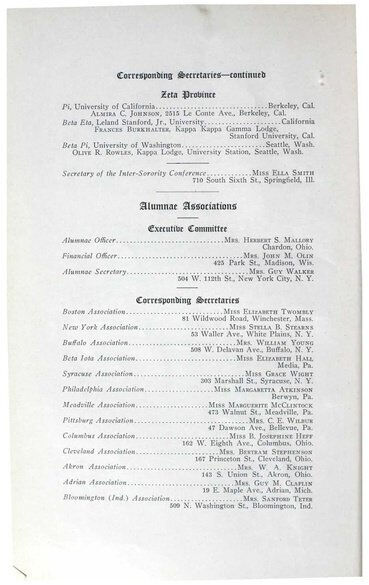 Corresponding Secretaries—continued
Zeta Province
Pi, University of California..............................Berkeley, Cal.
ALMIRA C. JOHNSON, 2515 Le Conte Ave., Berkeley, Cal.
Beta Eta, Leland Stanford, Jr., University....................California
FRANCES BURKHALTER, Kappa Kappa Gamma Lodge,
Stanford University, Cal.
Beta Pi, University of Washington......................Seattle, Wash.
OLIVE R. ROWLES, Kappa Lodge, University Station, Seattle, Wash.
Secretary of the Inter-Sorority Conference............MISS ELLA SMITH
710 South Sixth St., Springfield, Ill.
Alumnae Associations
Executive Committee
Alumnae Officer..............................MRS. HERBERT S. MALLORY
Chardon, Ohio.
Financial Officer..............................MRS. JOHN M. OLIN
425 Park St., Madison, Wis.
Alumnae Secretary..............................MRS. GUY WALKER
504 W. 112th St., New York City, N. Y.
Corresponding Secretaries
Boston Association..........................MISS ELIZABETH TWOMBLY
81 Wildwood Road, Winchester, Mass.
New York Association........................MISS STELLA B. STEARNS
53 Waller Ave., White Plains, N. Y.
Buffalo Association..........................MRS. WILLIAM YOUNG
508 W. Delavan Ave., Buffalo, N. Y.
Beta Iota Association........................MISS ELIZABETH HALL
Media, Pa.
Syracuse Association..........................MISS GRACE WIGHT
303 Marshall St., Syracuse, N. Y.
Philadelphia Association....................MISS MARGARETTA ATKINSON
Berwyn, Pa.
Meadville Association....................MISS MARGUERITE MCCLINTOCK
473 Walnut St., Meadville, Pa.
Pittsburg Association..........................MRS. C. E. WILBUR
47 Dawson Ave., Bellevue, Pa.
Columbus Association........................MISS B. JOSEPHINE HEFF
162 W. Eighth Ave., Columbus, Ohio.
Cleveland Association......................MRS. BERTRAM STEPHENSON
167 Princeton St., Cleveland, Ohio.
Akron Association..............................MRS. W. A. KNIGHT
143 S. Union St., Akron, Ohio.
Adrian Association............................MRS. GUY M. CLAFLIN
19 E. Maple Ave., Adrian, Mich.
Bloomington (Ind.) Association..................MRS. SANFORD TETER
509 N. Washington St., Bloomington, Ind.